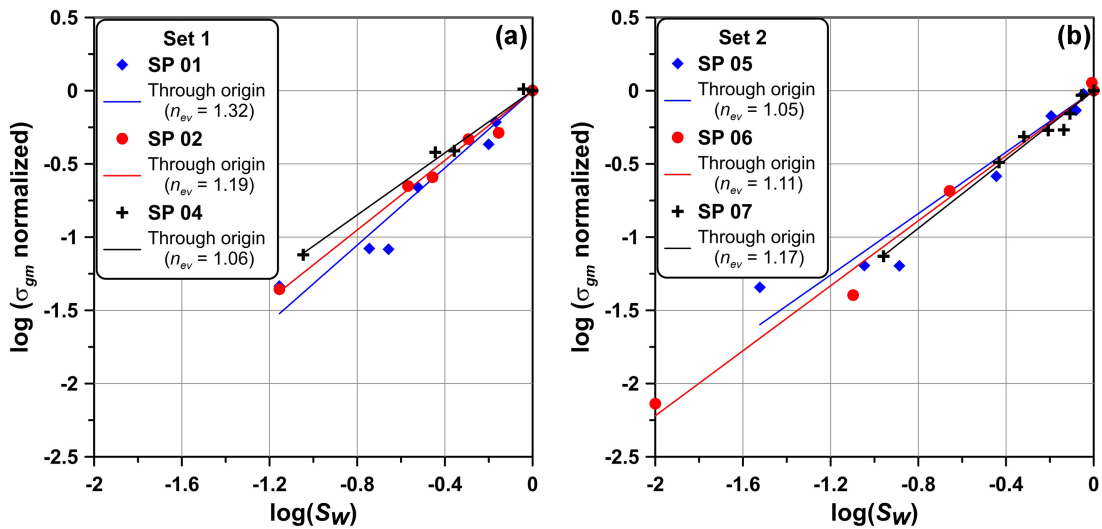 0.5
0
-0.5
-1
-1.5
-2
-2.5
log (σgm normalized)
-2
-1.6
-1.2
-0.8
-0.4
0
log(SW)
(a)
Set 1
SP 01
Through origin
(nev = 1.32)
SP 02
Through origin
(nev = 1.19)
SP 04
Through origin
(nev = 1.06)
0.5
0
-0.5
-1
-1.5
-2
-2.5
log (σgm normalized)
-2
-1.6
-1.2
-0.8
-0.4
0
log(SW)
(b)
Set 2
SP 05
Through origin
(nev = 1.05)
SP 06
Through origin
(nev = 1.11)
SP 07
Through origin
(nev = 1.17)